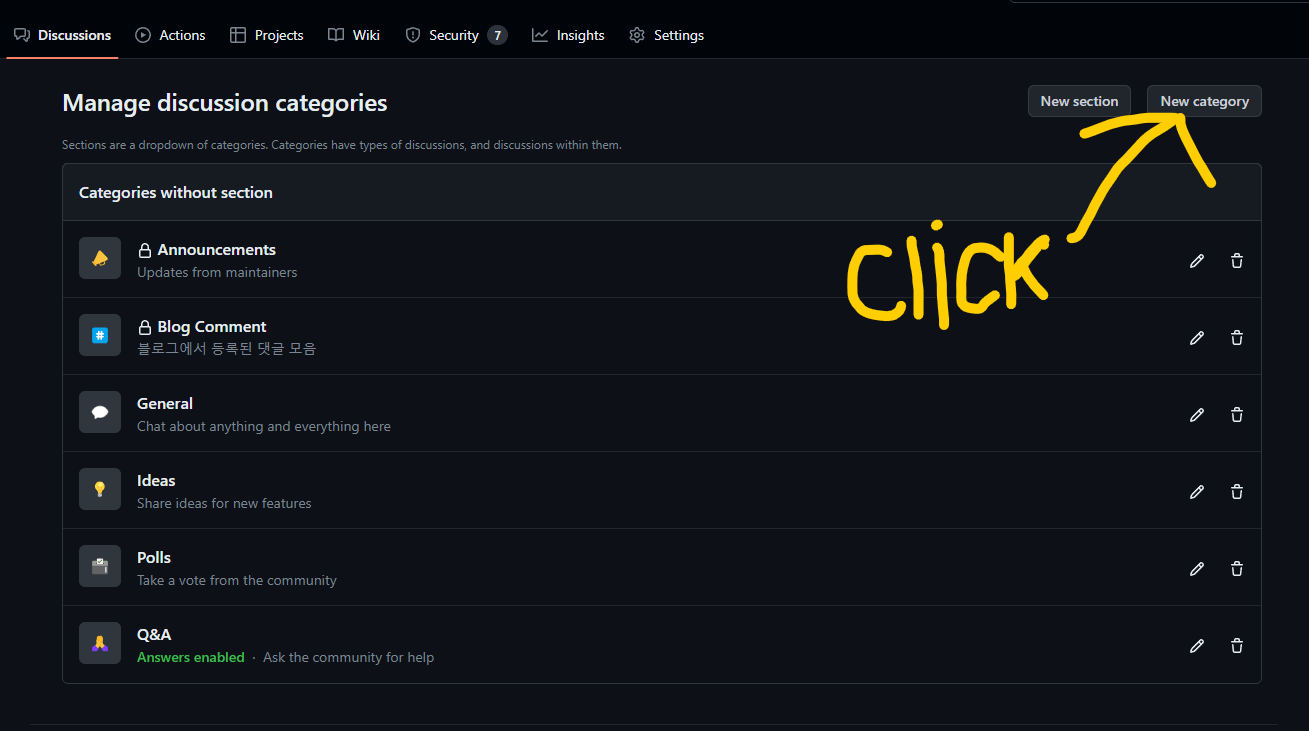 Discussions Actions Projects Wiki Security 7 Insights Settings
Manage discussion categories New section New category
Sections are a dropdown of categories. Categories have types of discussions, and discussions within them.
Categories without section
Announcements
Updates from maintainers
click
Blog Comment
블로그에서 등록된 댓글 모음
General
Chat about anything and everything here
Ideas
Share ideas for new features
Polls
Take a vote from the community
Q&A
Answers enabled · Ask the community for help